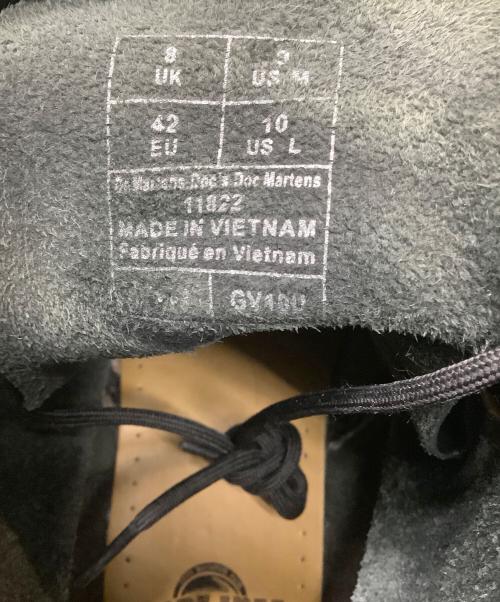 8 9
UK US M
42 10
EU US L
Dr Martens Doc's Doc Martens
11822
MADE IN VIETNAM
Fabriqué en Vietnam